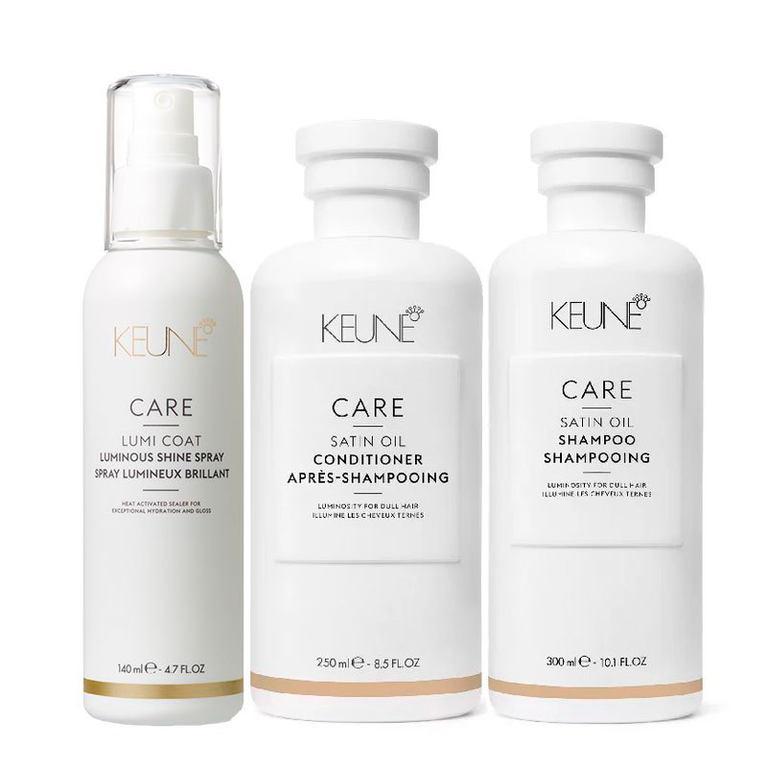 KEUNE
CARE
LUMI COAT
LUMINOUS SHINE SPRAY
SPRAY LUMINEUX BRILLANT
HEAT ACTIVATED SEALER FOR
EXCEPTIONAL HYDRATION AND GLOSS
140 ml e - 4.7 FL.OZ
KEUNE
CARE
SATIN OIL
CONDITIONER
APRÈS-SHAMPOOING
LUMINOSITY FOR DULL HAIR
ILLUMINE LES CHEVEUX TERNES
250 ml e - 8.5 FL.OZ
KEUNE
CARE
SATIN OIL
SHAMPOO
SHAMPOOING
LUMINOSITY FOR DULL HAIR
ILLUMINE LES CHEVEUX TERNES
300 ml e - 10.1 FL.OZ